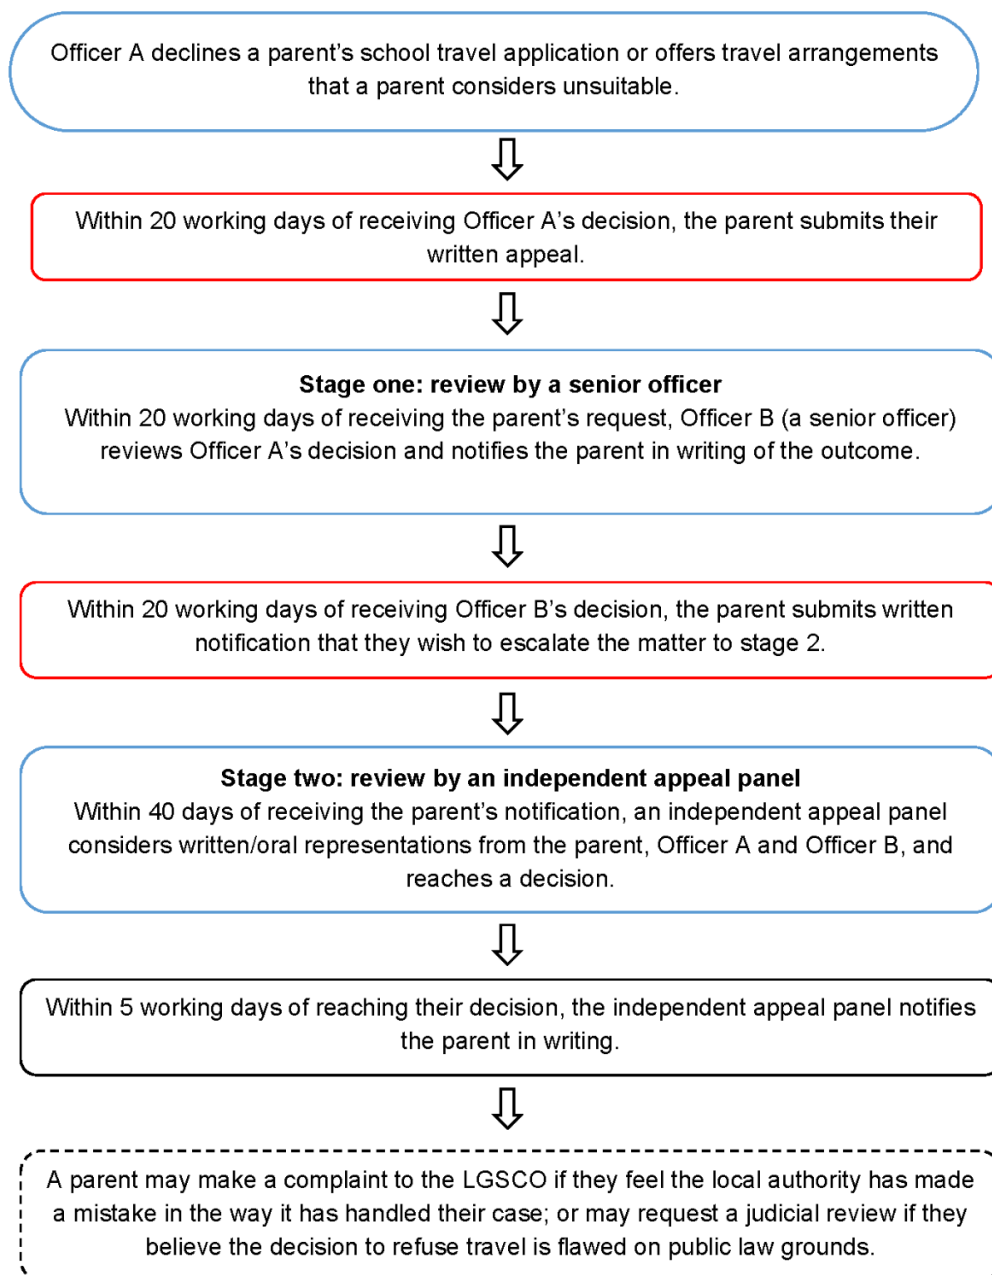 Officer A declines a parent’s school travel application or offers travel arrangements
that a parent considers unsuitable.
Within 20 working days of receiving Officer A’s decision, the parent submits their
written appeal.
Stage one: review by a senior officer
Within 20 working days of receiving the parent’s request, Officer B (a senior officer)
reviews Officer A’s decision and notifies the parent in writing of the outcome.
Within 20 working days of receiving Officer B’s decision, the parent submits written
notification that they wish to escalate the matter to stage 2.
Stage two: review by an independent appeal panel
Within 40 days of receiving the parent’s notification, an independent appeal panel
considers written/oral representations from the parent, Officer A and Officer B, and
reaches a decision.
Within 5 working days of reaching their decision, the independent appeal panel notifies
the parent in writing.
A parent may make a complaint to the LGSCO if they feel the local authority has made
a mistake in the way it has handled their case; or may request a judicial review if they
believe the decision to refuse travel is flawed on public law grounds.